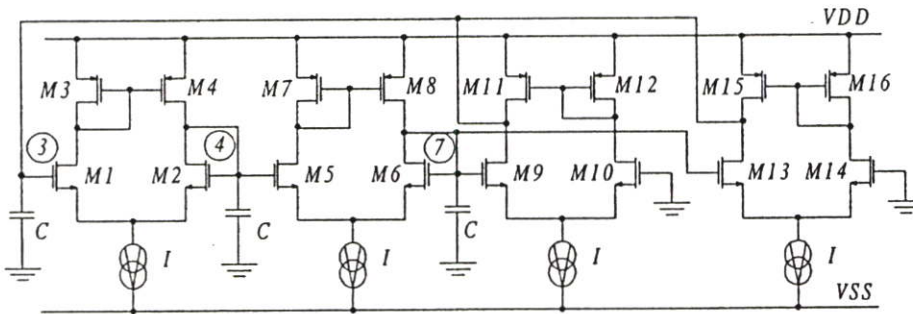 VDD
M3 M4 M7 M8 M11 M12 M15 M16
3 4 7
M1 M2 M5 M6 M9 M10 M13 M14
C C C
I I I I
VSS